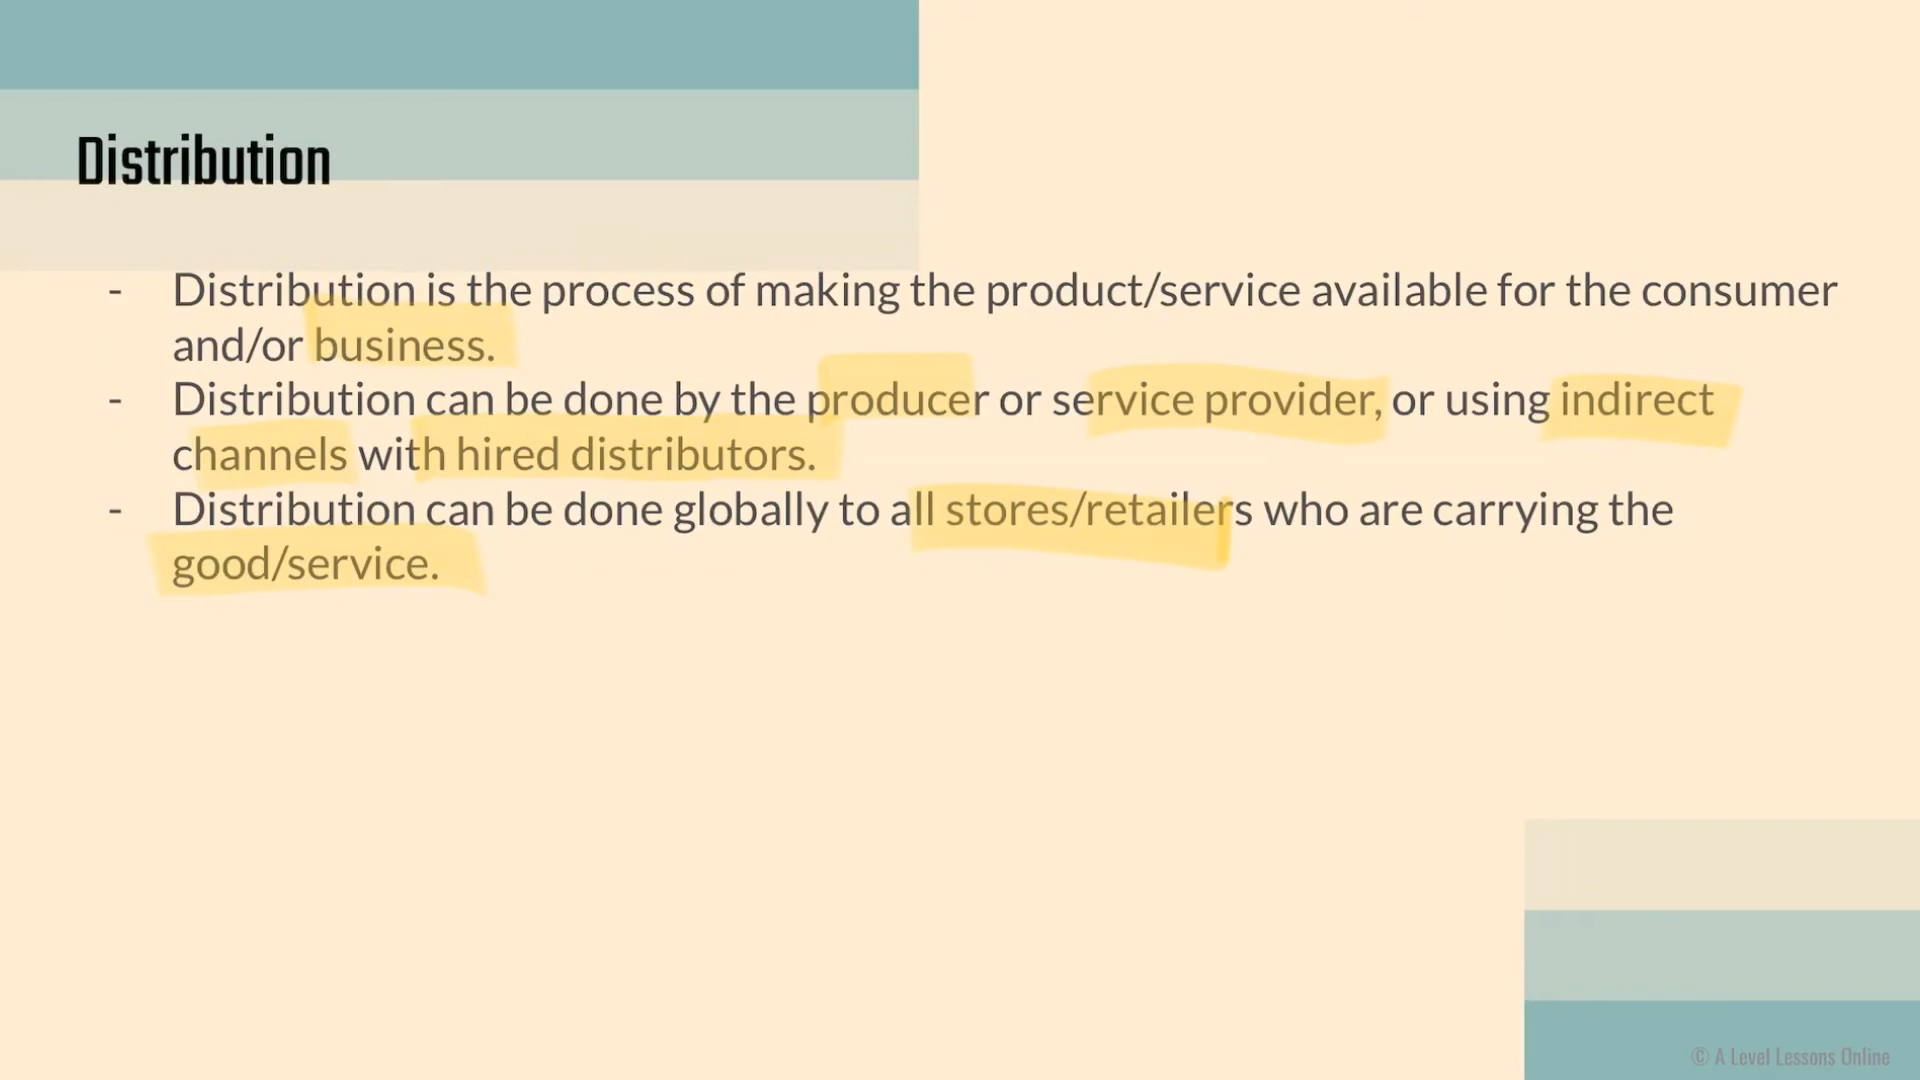 Distribution
- Distribution is the process of making the product/service available for the consumer
and/or business.
- Distribution can be done by the producer or service provider, or using indirect
channels with hired distributors.
- Distribution can be done globally to all stores/retailers who are carrying the
good/service.
© A Level Lessons Online